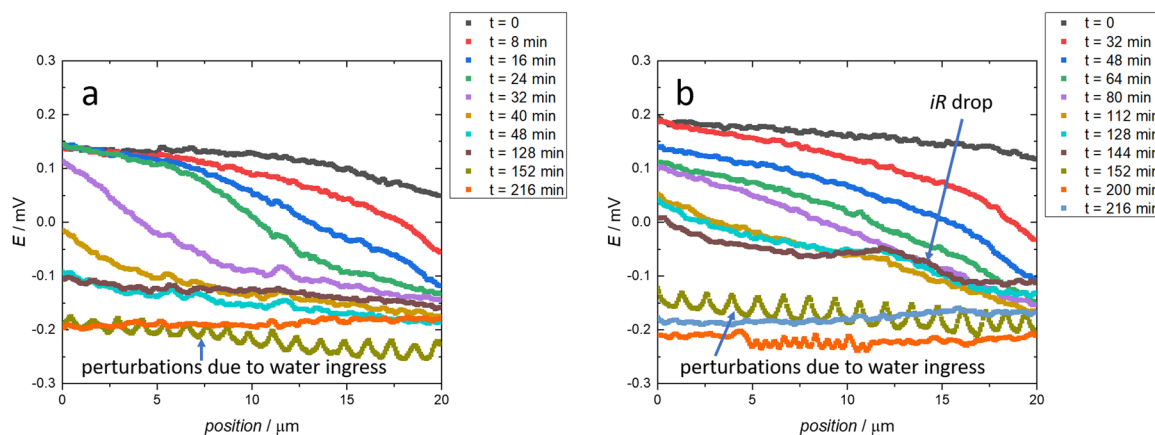 a
0.3
0.2
0.1
0.0
-0.1
-0.2
-0.3
E / mV
0
5
10
15
20
position / μm
perturbations due to water ingress
t = 0
t = 8 min
t = 16 min
t = 24 min
t = 32 min
t = 40 min
t = 48 min
t = 128 min
t = 152 min
t = 216 min
b
0.3
0.2
0.1
0.0
-0.1
-0.2
-0.3
E / mV
0
5
10
15
20
position / μm
iR drop
perturbations due to water ingress
t = 0
t = 32 min
t = 48 min
t = 64 min
t = 80 min
t = 112 min
t = 128 min
t = 144 min
t = 152 min
t = 200 min
t = 216 min